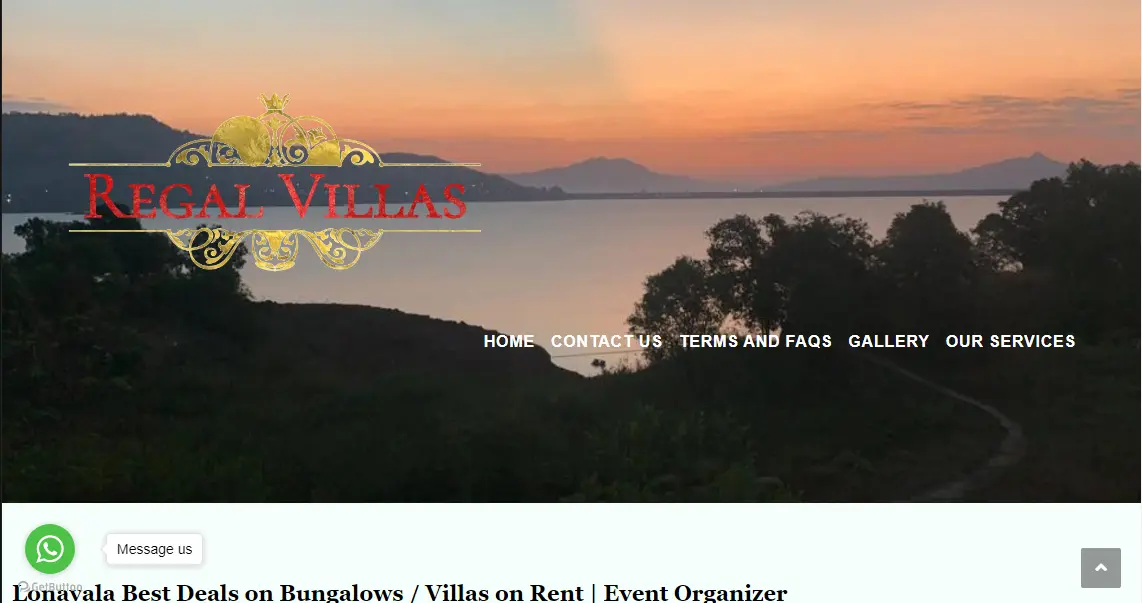 REGAL VILLAS
HOME CONTACT US TERMS AND FAQS GALLERY OUR SERVICES
Message us
GetButton
Lonavala Best Deals on Bungalows / Villas on Rent | Event Organizer